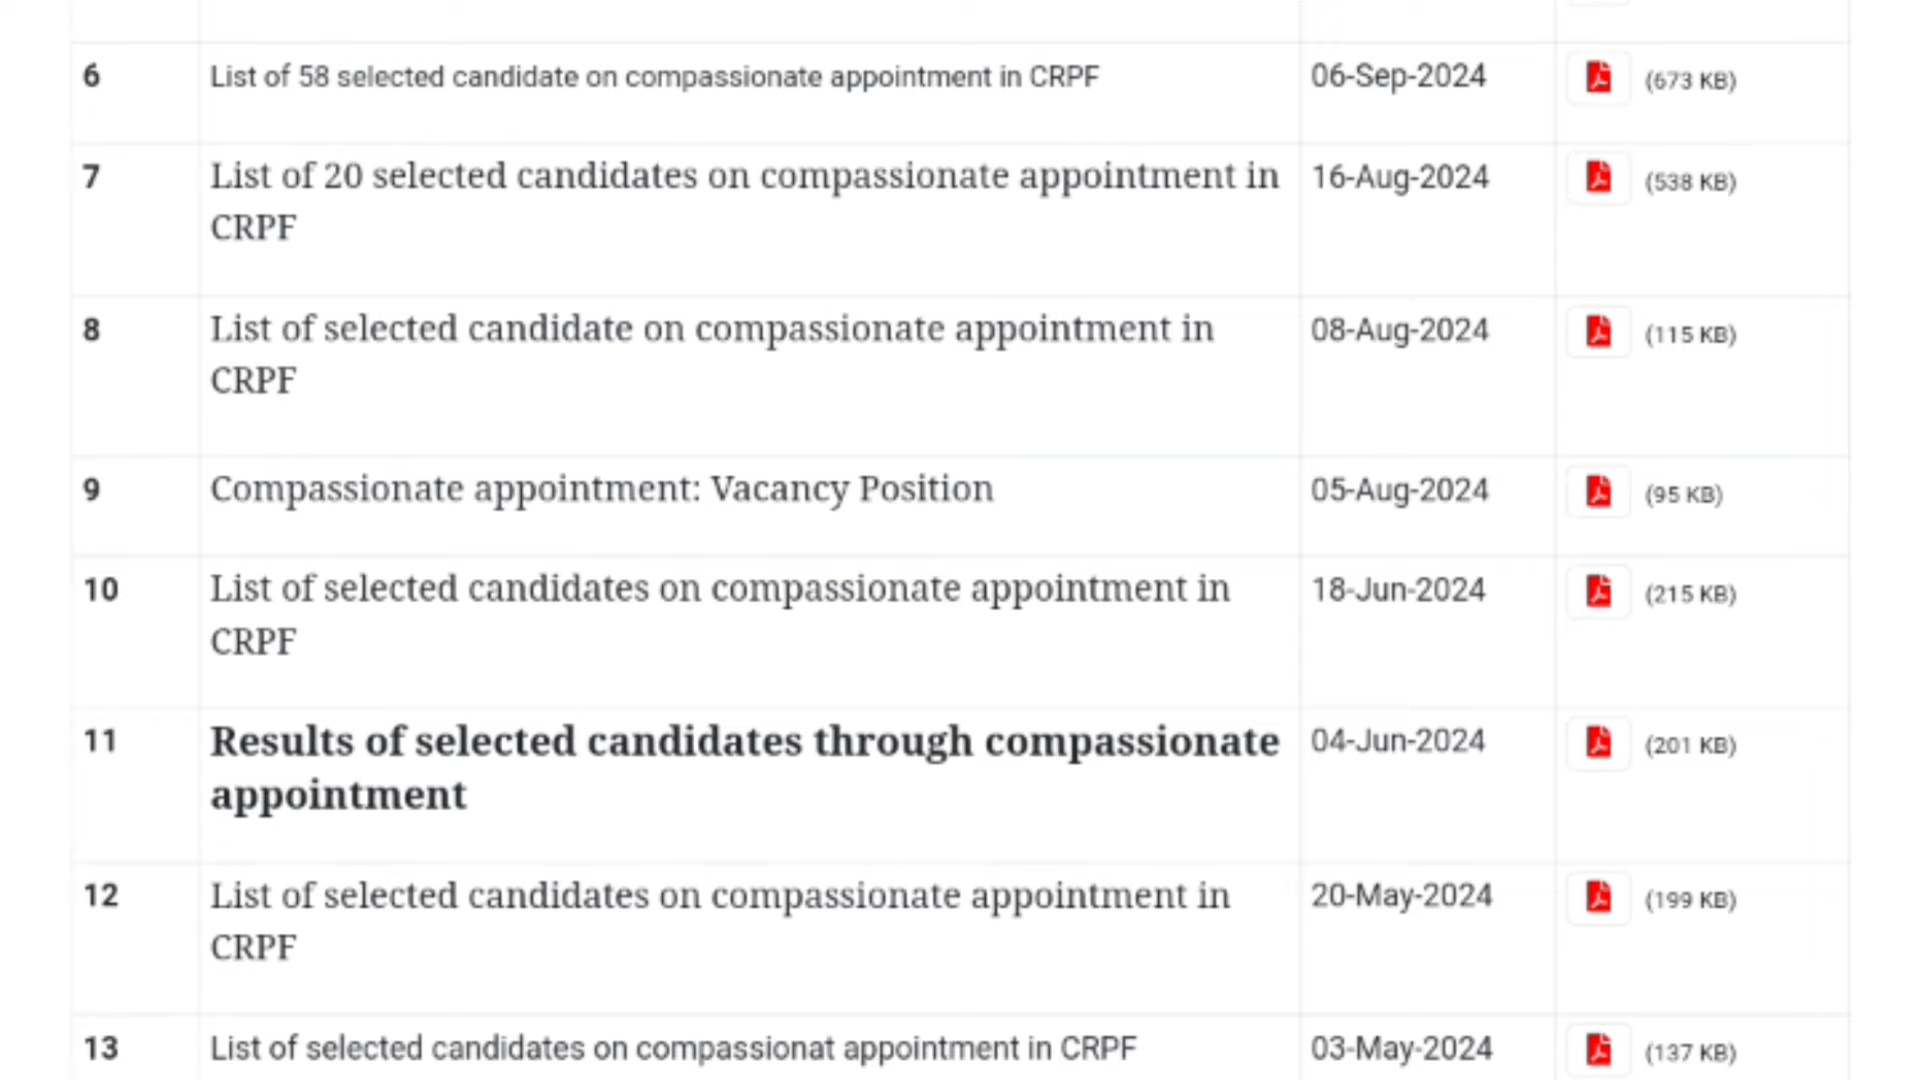 6 List of 58 selected candidate on compassionate appointment in CRPF 06-Sep-2024 (673 KB)
7 List of 20 selected candidates on compassionate appointment in 16-Aug-2024 (538 KB)
CRPF
8 List of selected candidate on compassionate appointment in 08-Aug-2024 (115 KB)
CRPF
9 Compassionate appointment: Vacancy Position 05-Aug-2024 (95 KB)
10 List of selected candidates on compassionate appointment in 18-Jun-2024 (215 KB)
CRPF
11 Results of selected candidates through compassionate 04-Jun-2024 (201 KB)
appointment
12 List of selected candidates on compassionate appointment in 20-May-2024 (199 KB)
CRPF
13 List of selected candidates on compassionat appointment in CRPF 03-May-2024 (137 KB)